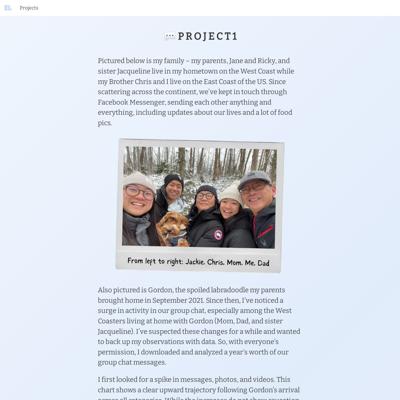 EL Projects
PROJECT1
Pictured below is my family – my parents, Jane and Ricky, and
sister Jacqueline live in my hometown on the West Coast while
my Brother Chris and I live on the East Coast of the US. Since
scattering across the continent, we've kept in touch through
Facebook Messenger, sending each other anything and
everything, including updates about our lives and a lot of food
pics.
From left to right: Jackie, Chris, Mom, Me, Dad
Also pictured is Gordon, the spoiled labradoodle my parents
brought home in September 2021. Since then, I've noticed a
surge in activity in our group chat, especially among the West
Coasters living at home with Gordon (Mom, Dad, and sister
Jacqueline). I've suspected these changes for a while and wanted
to back up my observations with data. So, with everyone's
permission, I downloaded and analyzed a year's worth of our
group chat messages.
I first looked for a spike in messages, photos, and videos. This
chart shows a clear upward trajectory following Gordon's arrival